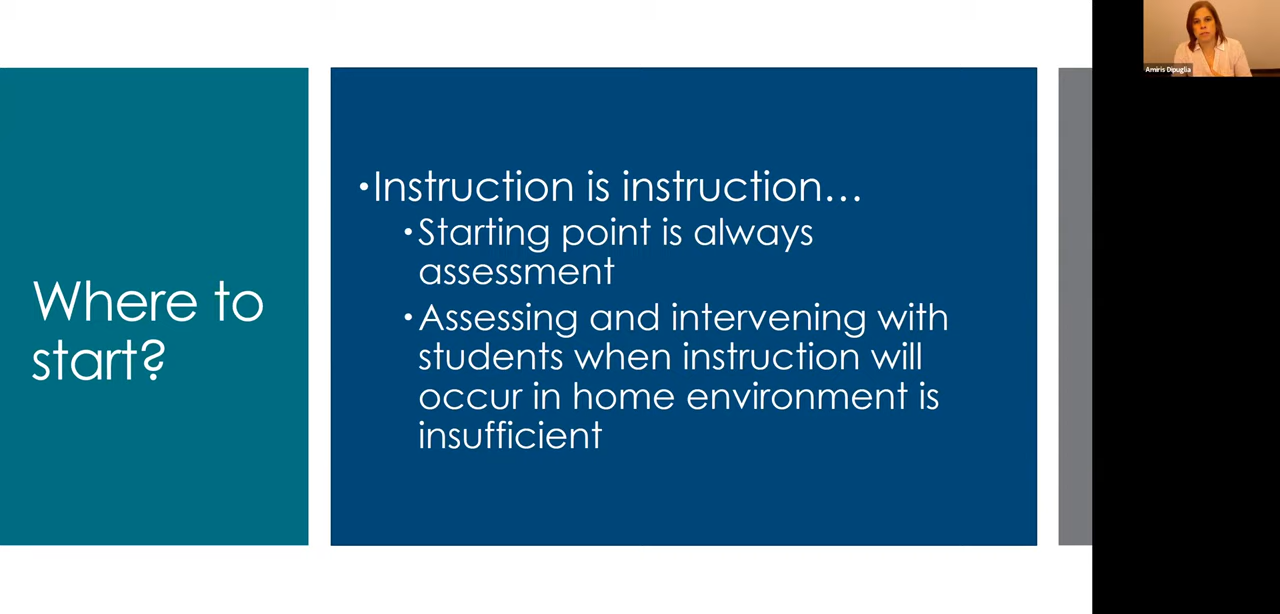 Where to
start?
•Instruction is instruction…
•Starting point is always
assessment
•Assessing and intervening with
students when instruction will
occur in home environment is
insufficient
Amiris Dipuglia